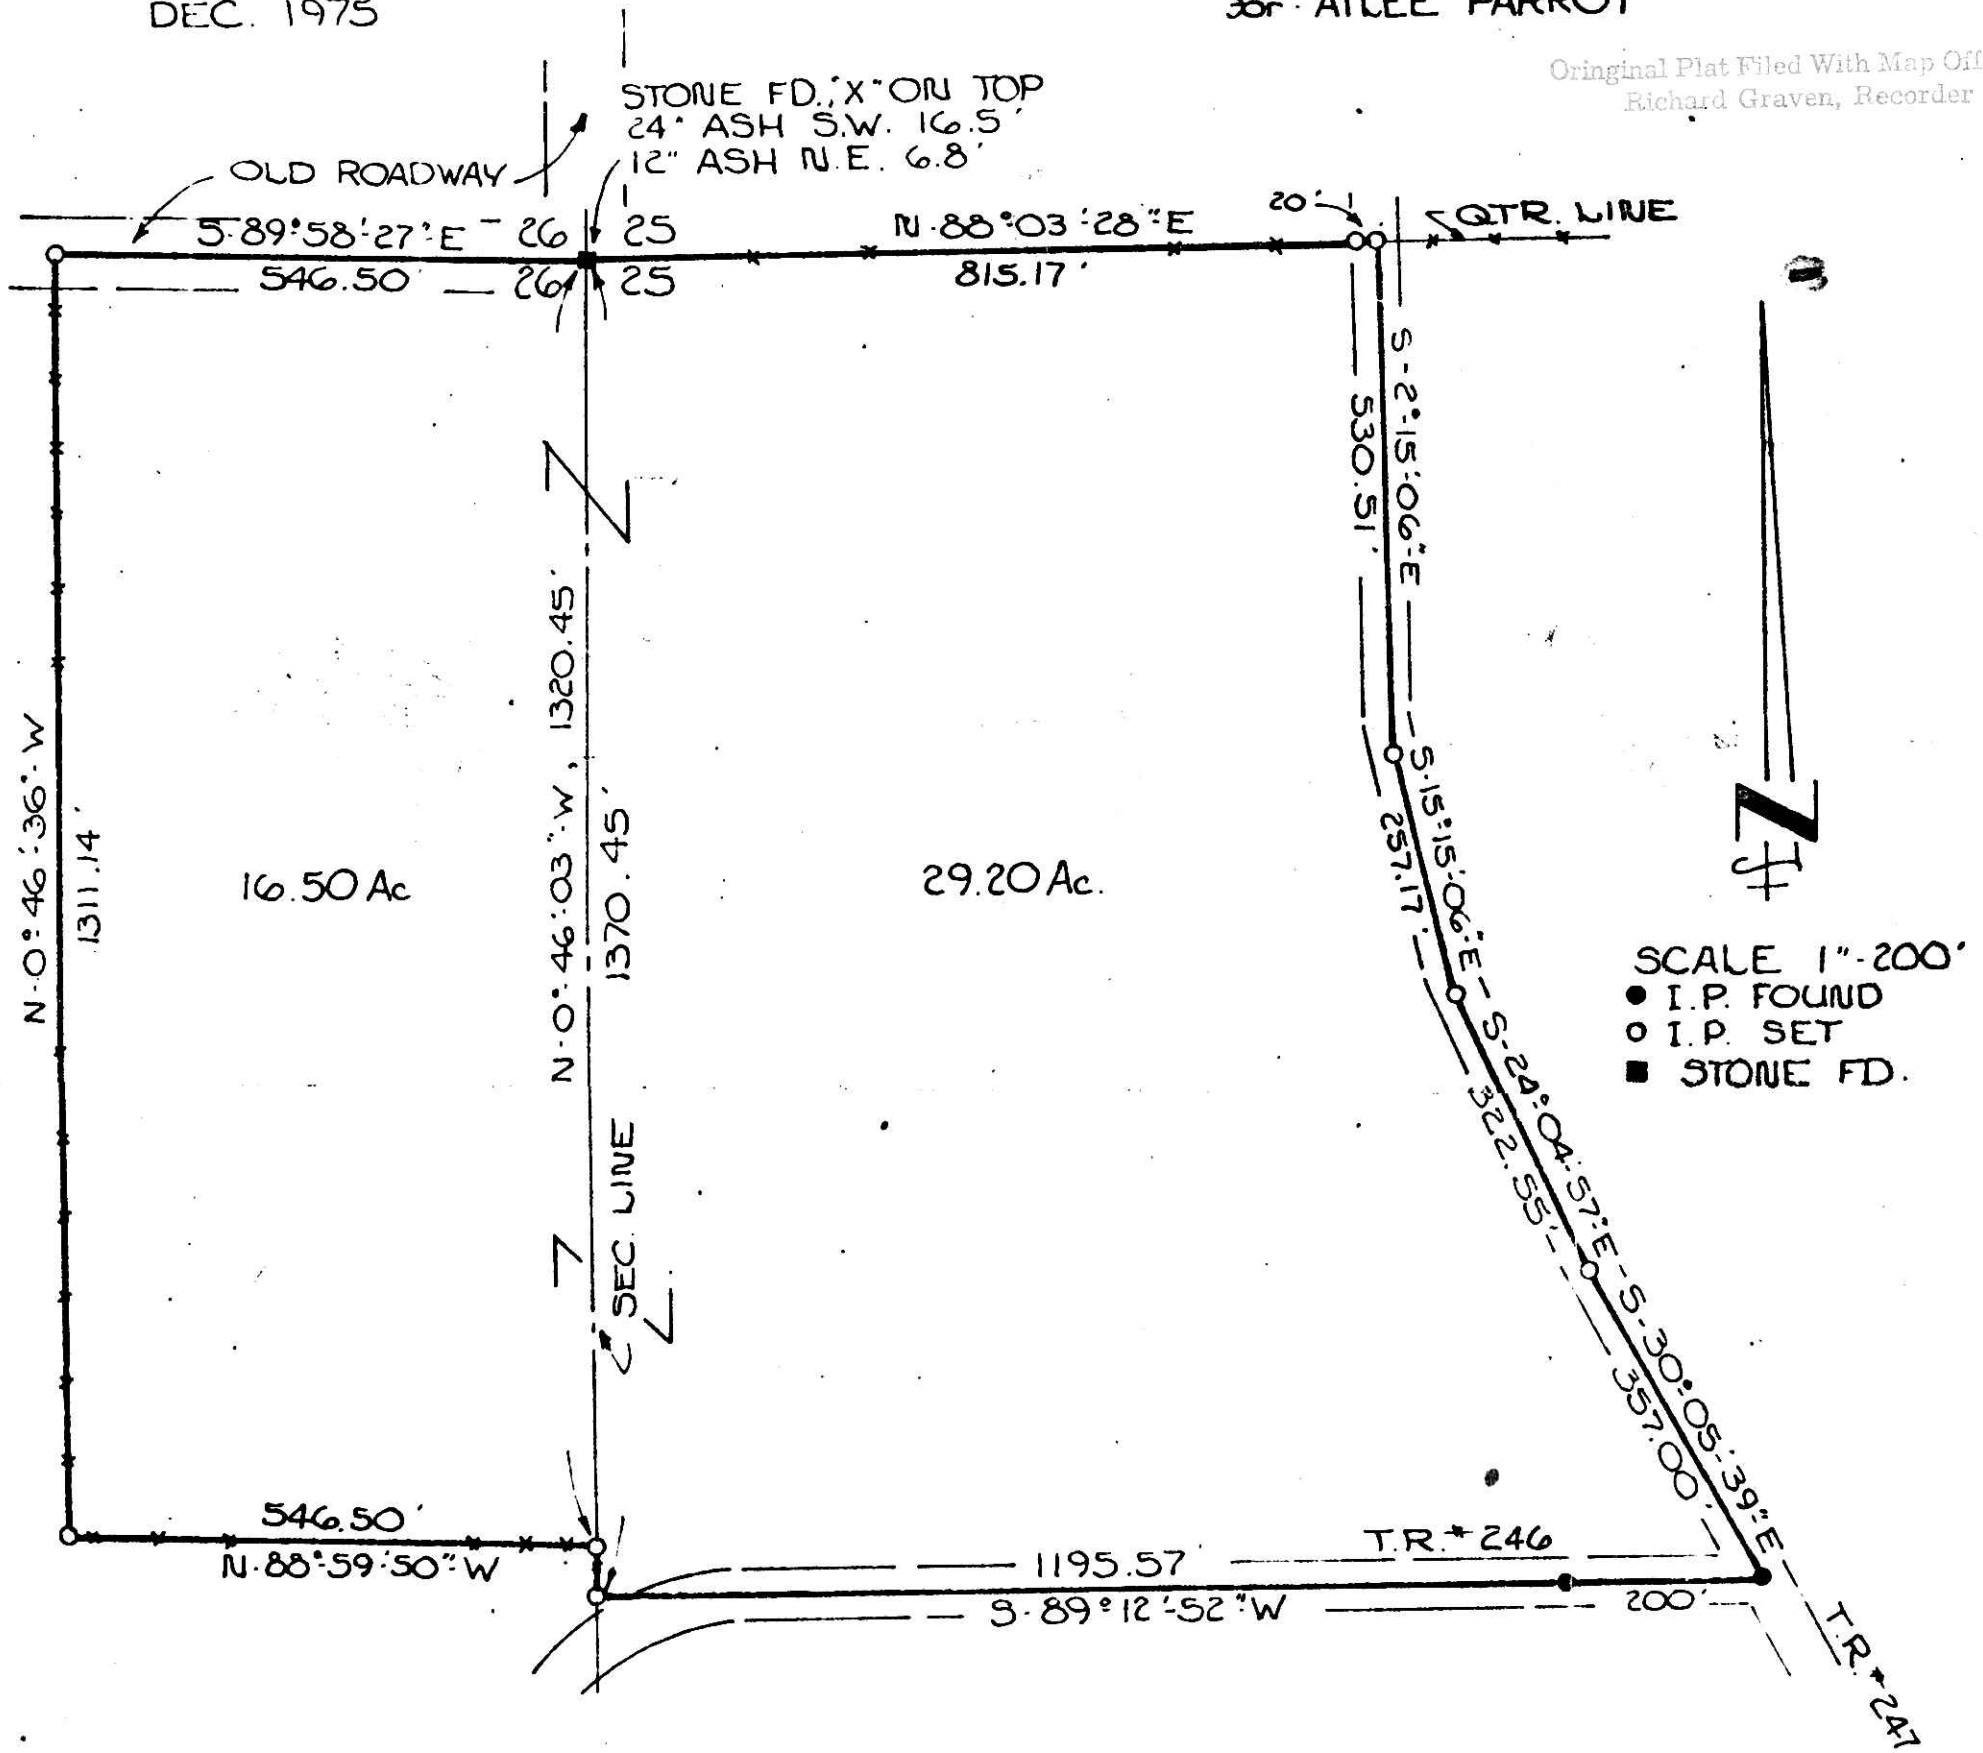 DEC. 1975
for: ATLEE PARROT
Oringinal Plat Filed With Map Off
Richard Graven, Recorder
STONE FD., "X" ON TOP
24" ASH S.W. 16.5'
12" ASH N.E. 6.8'
OLD ROADWAY
S-89°-58'-27"-E
26
25
N-88°-03'-28"-E
20'
QTR. LINE
546.50'
26
25
815.17'
S-2°-15'-06"-E
530.51'
N-0°-46'-36"-W
1311.14'
N-0°-46'-03"-W, 1320.45'
1370.45'
16.50 Ac
29.20 Ac.
S-15°-15'-06"-E
257.17'
N
SCALE 1"-200'
I.P. FOUND
I.P. SET
STONE FD.
S-24°-04'-57"-E
322.55'
SEC. LINE
S-30°-05'-39"-E
357.00'
546.50'
N-88°-59'-50"-W
1195.57'
T.R. # 246
S-89°-12'-52"-W
200'
T.R. # 247